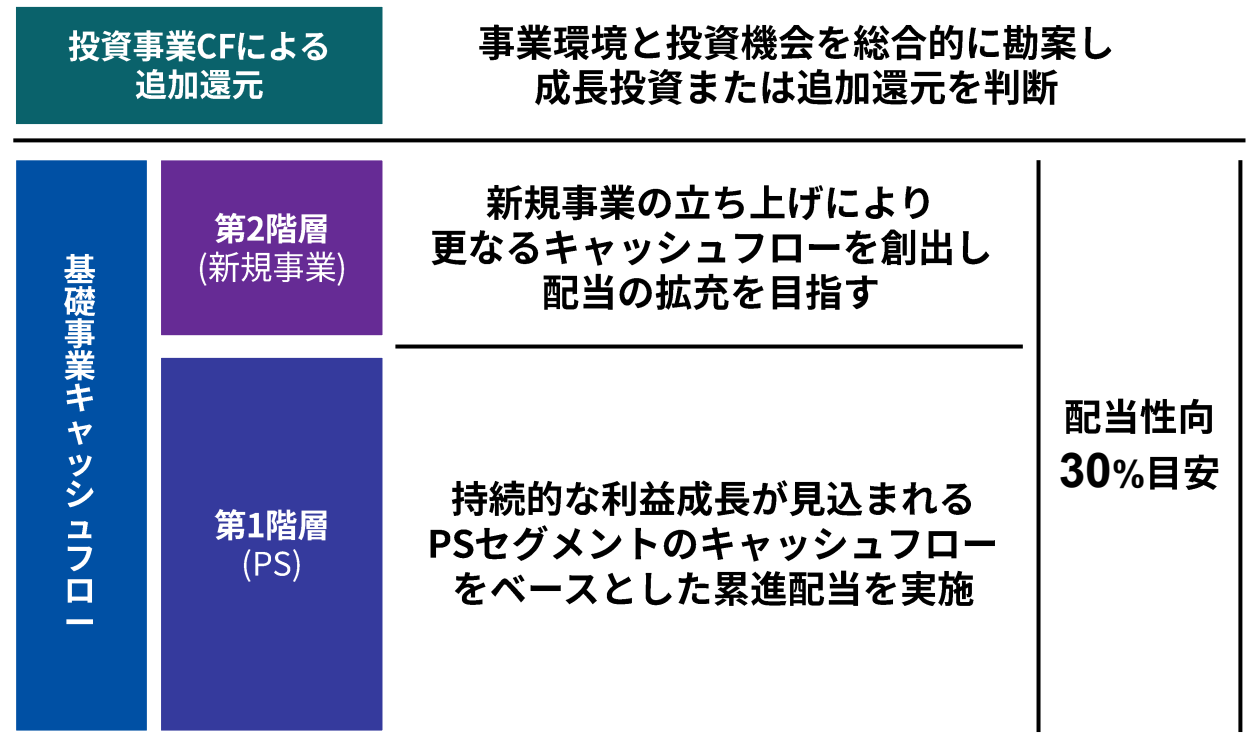 投資事業CFによる
追加還元
事業環境と投資機会を総合的に勘案し
成長投資または追加還元を判断
基礎事業キャッシュフロー
第2階層
(新規事業)
新規事業の立ち上げにより
更なるキャッシュフローを創出し
配当の拡充を目指す
第1階層
(PS)
持続的な利益成長が見込まれる
PSセグメントのキャッシュフロー
をベースとした累進配当を実施
配当性向
30%目安